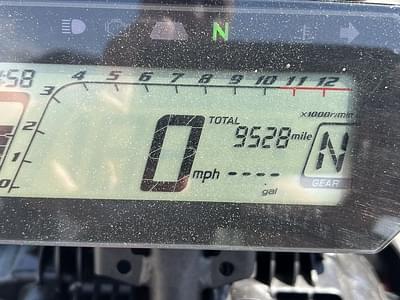 N
:58 4 5 6 7 8 9 10 11 12
3
×1000r/min
2
TOTAL
9528 mile
1
0 mph ---- N
0
gal
GEAR